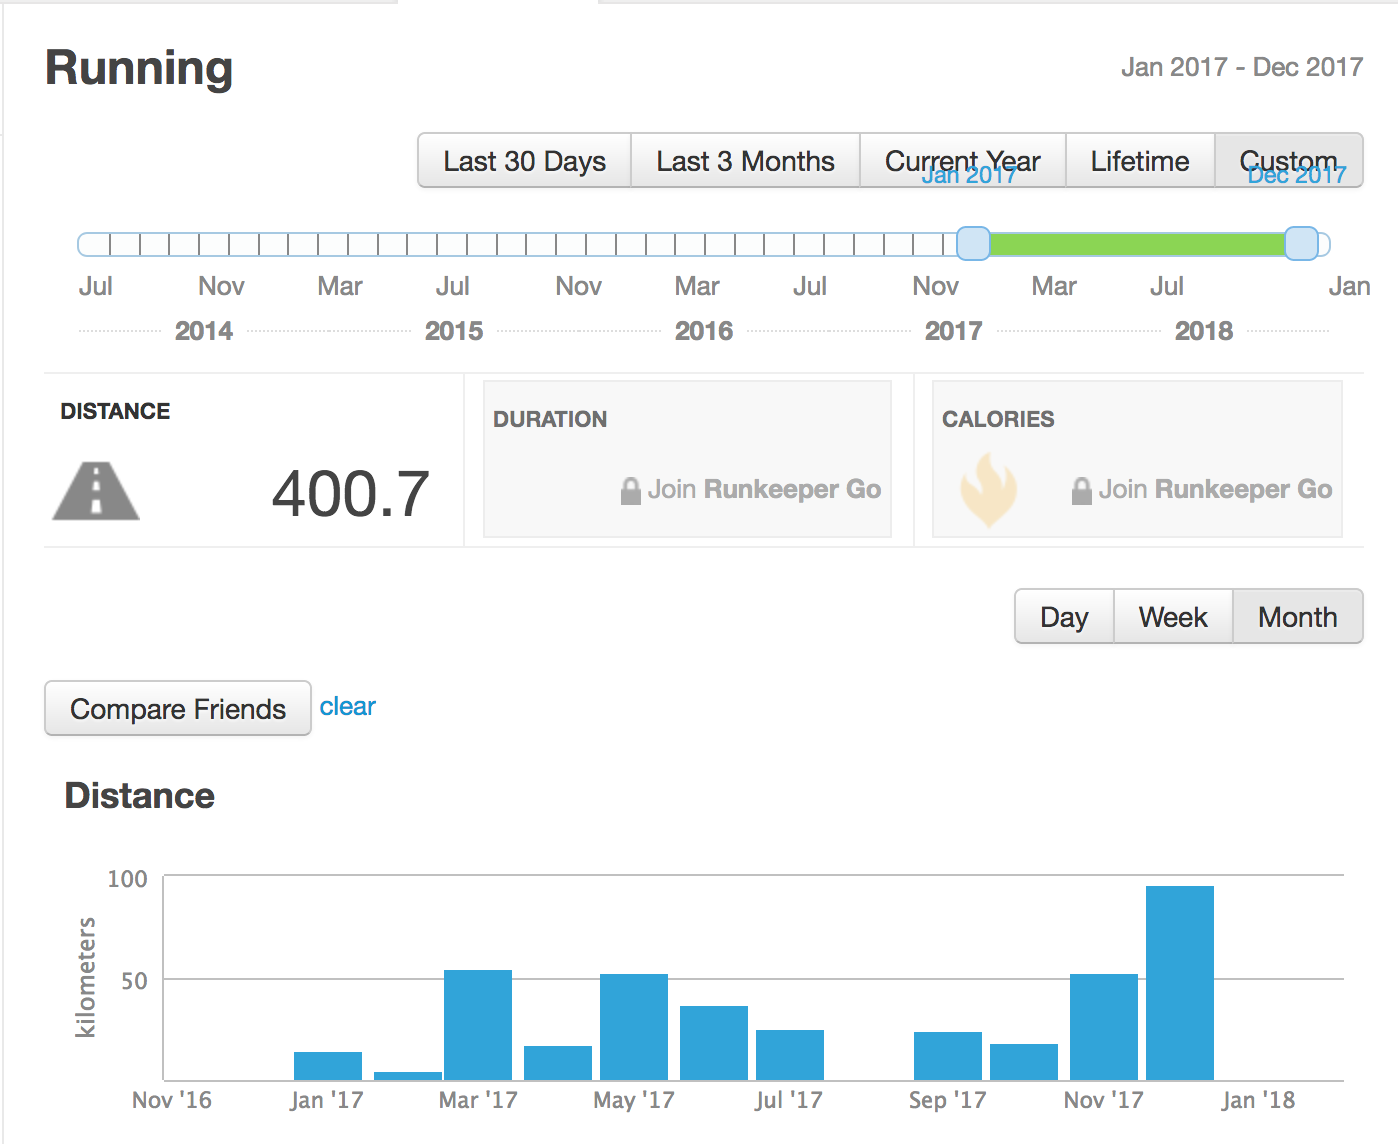 Running
Jan 2017 - Dec 2017
Last 30 Days Last 3 Months Current Year Lifetime Custom
Jan 2017 Dec 2017
Jul Nov Mar Jul Nov Mar Jul Nov Mar Jul Jan
2014 2015 2016 2017 2018
DISTANCE
400.7
DURATION
Join Runkeeper Go
CALORIES
Join Runkeeper Go
Day Week Month
Compare Friends clear
Distance
kilometers
100
50
Nov '16 Jan '17 Mar '17 May '17 Jul '17 Sep '17 Nov '17 Jan '18